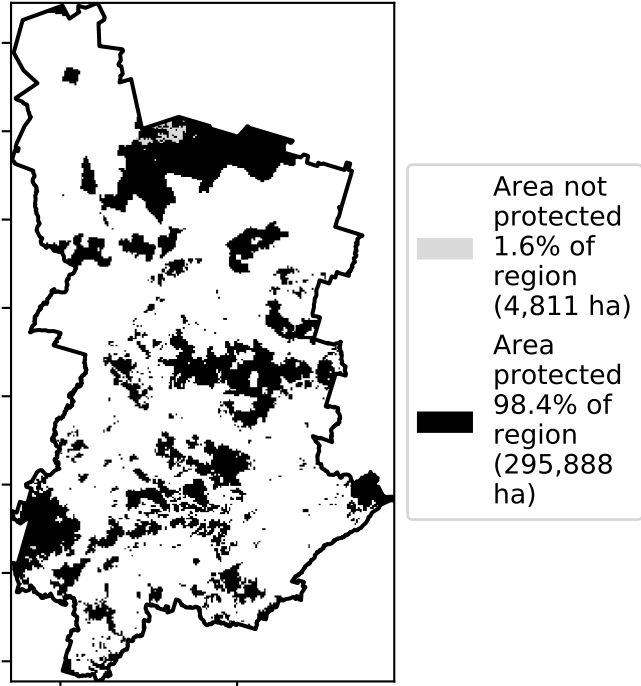 Area not
protected
1.6% of
region
(4,811 ha)
Area
protected
98.4% of
region
(295,888
ha)